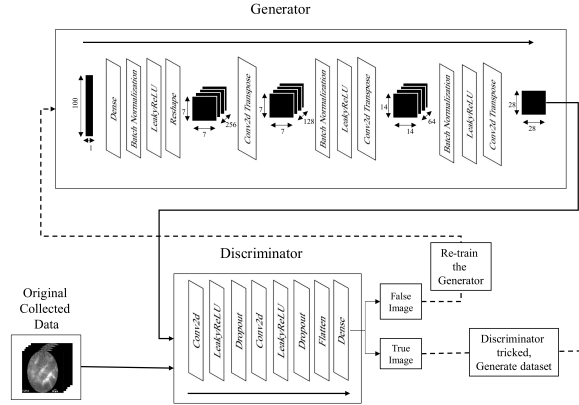 Generator
100
1
Dense
Batch Normalization
LeakyReLU
Reshape
7
7
256
Conv2d Transpose
7
7
128
Batch Normalization
LeakyReLU
Conv2d Transpose
14
14
64
Batch Normalization
LeakyReLU
Conv2d Transpose
28
28
Discriminator
Original
Collected
Data
Conv2d
LeakyReLU
Dropout
Conv2d
LeakyReLU
Dropout
Flatten
Dense
False
Image
True
Image
Re-train
the
Generator
Discriminator
tricked,
Generate dataset